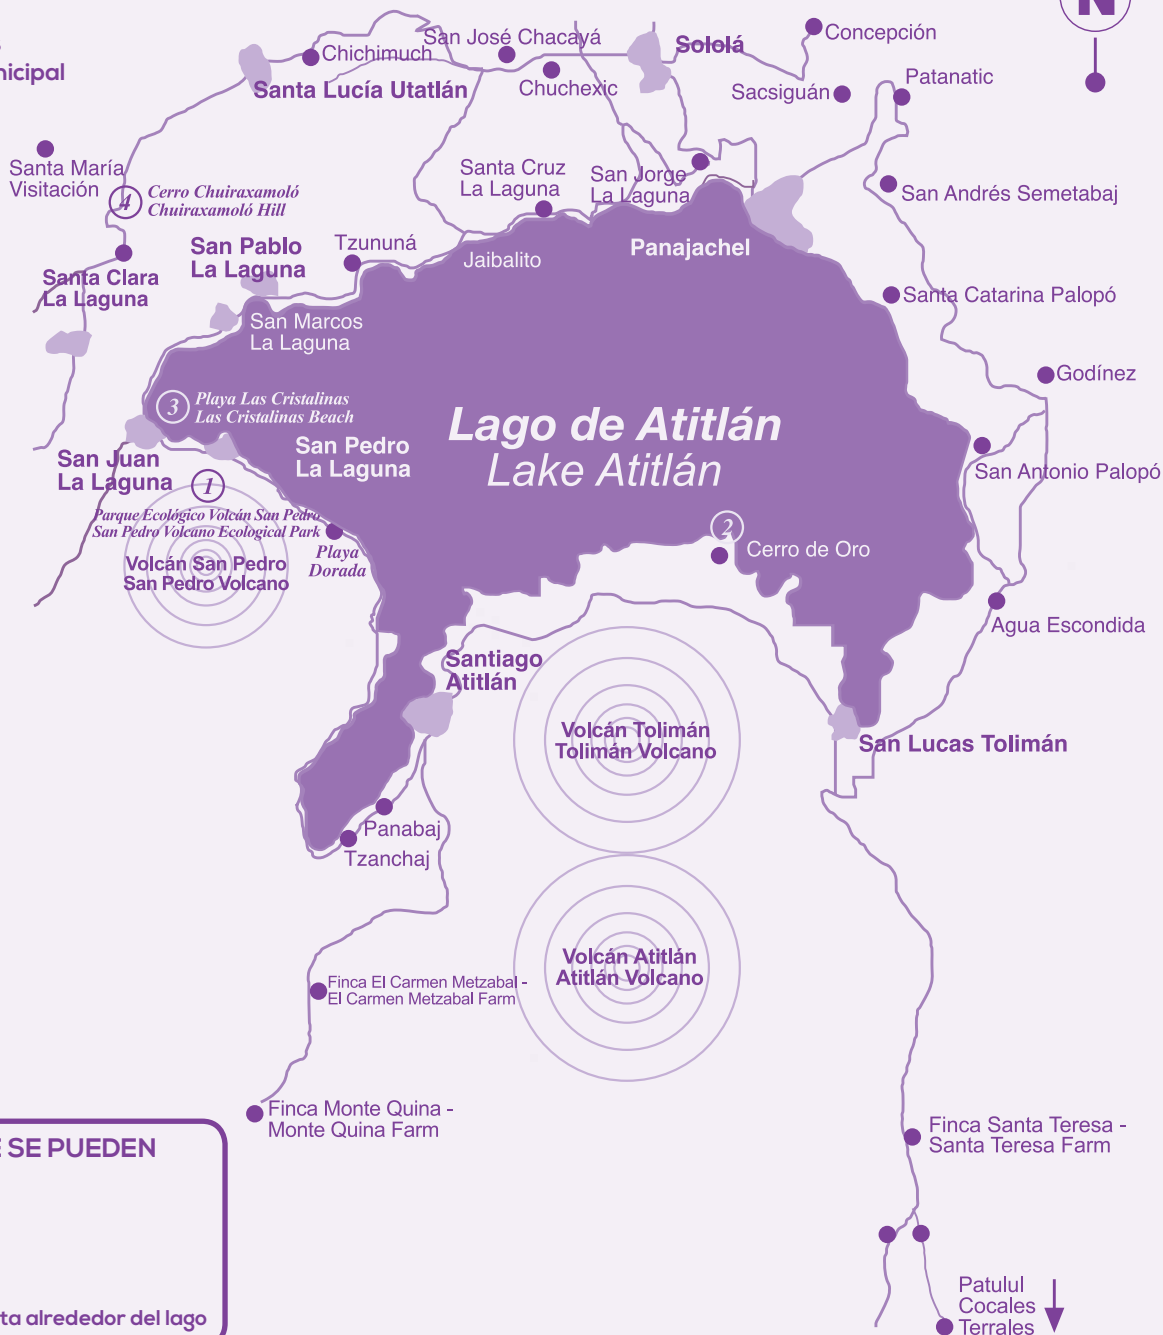 N
Concepción
San José Chacayá
Sololá
Chichimuch
nicipal
Patanatic
Santa Lucía Utatlán
Chuchexic
Sacsiguán
Santa María
Visitación
Santa Cruz
La Laguna
San Jorge
La Laguna
San Andrés Semetabaj
4
Cerro Chuiraxamoló
Chuiraxamoló Hill
San Pablo
La Laguna
Tzununá
Jaibalito
Panajachel
Santa Clara
La Laguna
Santa Catarina Palopó
San Marcos
La Laguna
Godínez
3
Playa Las Cristalinas
Las Cristalinas Beach
Lago de Atitlán
Lake Atitlán
San Pedro
La Laguna
San Juan
La Laguna
San Antonio Palopó
1
Parque Ecológico Volcán San Pedro
San Pedro Volcano Ecological Park
2
Cerro de Oro
Playa
Dorada
Volcán San Pedro
San Pedro Volcano
Agua Escondida
Santiago
Atitlán
Volcán Tolimán
Tolimán Volcano
San Lucas Tolimán
Panabaj
Tzanchaj
Volcán Atitlán
Atitlán Volcano
Finca El Carmen Metzabal -
El Carmen Metzabal Farm
Finca Monte Quina -
Monte Quina Farm
Finca Santa Teresa -
Santa Teresa Farm
E SE PUEDEN
Patulul
Cocales
Terrales
ta alrededor del lago